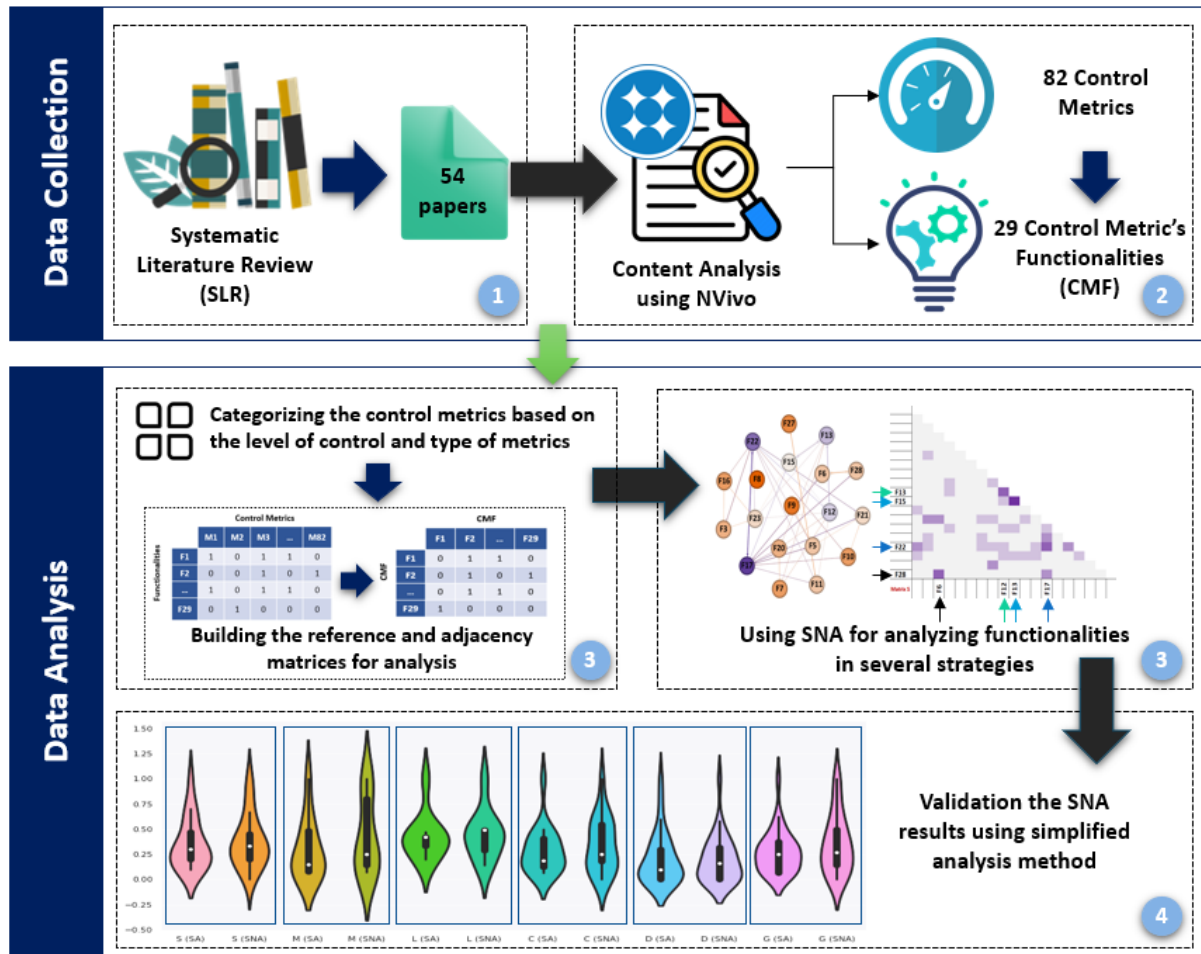 Data Collection
Systematic
Literature Review
(SLR)
54
papers
1
Content Analysis
using NVivo
82 Control
Metrics
29 Control Metric's
Functionalities
(CMF)
2
Data Analysis
Categorizing the control metrics based on
the level of control and type of metrics
Control Metrics
Functionalities
M1 M2 M3 ... M82
F1 1 0 1 1 0
F2 0 0 1 0 1
... 1 0 1 1 0
F29 0 1 0 0 0
CMF
CMF
F1 F2 ... F29
F1 0 1 1 0
F2 0 1 0 1
... 0 1 1 0
F29 1 0 0 0
Building the reference and adjacency
matrices for analysis
3
F27
F22
F13
F15
F16
F8
F6
F28
F9
F3
F23
F12
F21
F20
F5
F10
F17
F7
F11
F13
F15
F22
F28
Matrix S
F6
F12
F13
F17
Using SNA for analyzing functionalities
in several strategies
3
1.50
1.25
1.00
0.75
0.50
0.25
0.00
−0.25
−0.50
S (SA) S (SNA) M (SA) M (SNA) L (SA) L (SNA) C (SA) C (SNA) D (SA) D (SNA) G (SA) G (SNA)
Validation the SNA
results using simplified
analysis method
4